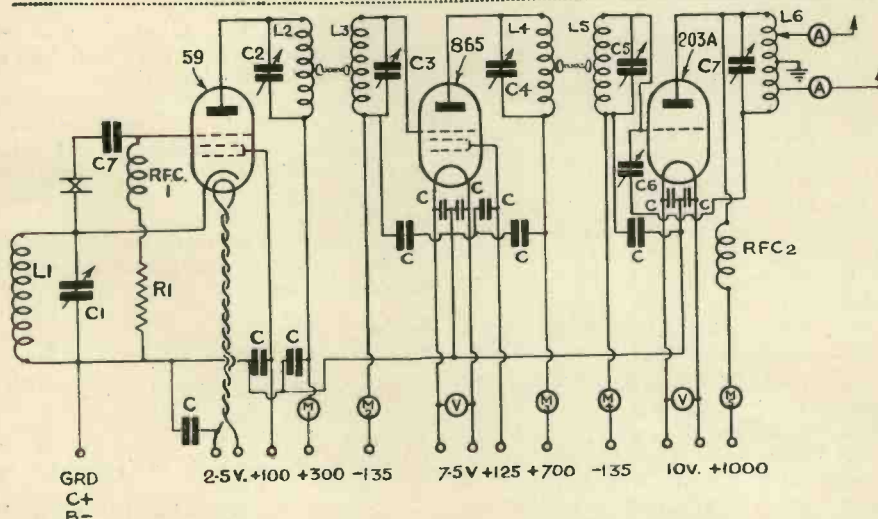 L2 L3 L4 L5 L6
59 C2 C3 865 C4 C5 203A C7 A
A
C7
RFC.
1
C6
C C C C C
C C C
RFC2
L1
C1
R1
C C
C
M M V M M V M
GRD 2·5V. +100 +300 -135 7·5V +125 +700 -135 10V. +1000
C+
B-